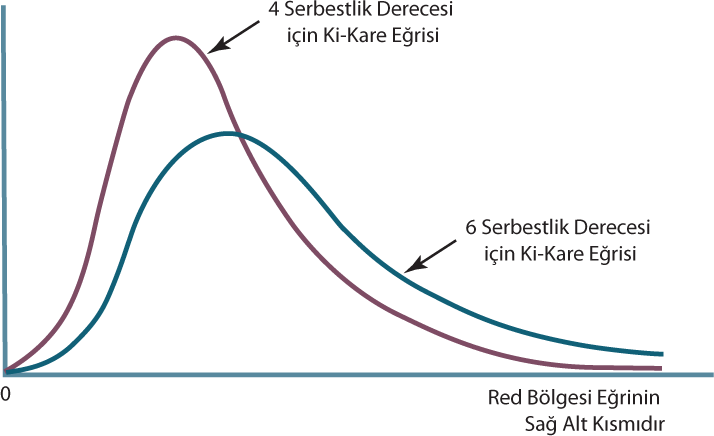 4 Serbestlik Derecesi
için Ki-Kare Eğrisi
6 Serbestlik Derecesi
için Ki-Kare Eğrisi
0
Red Bölgesi Eğrinin
Sağ Alt Kısmıdır